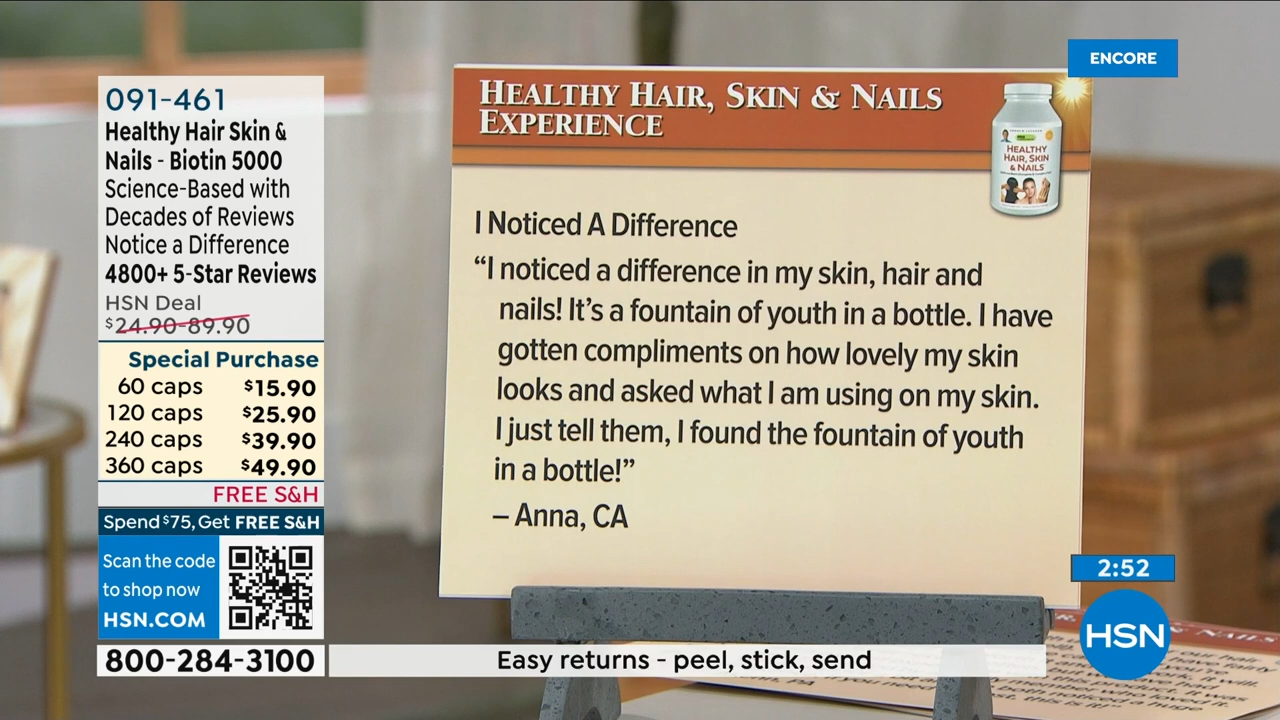 ENCORE
091-461
Healthy Hair Skin &
Nails - Biotin 5000
Science-Based with
Decades of Reviews
Notice a Difference
4800+ 5-Star Reviews
HSN Deal
$24.90-89.90
Special Purchase
60 caps $15.90
120 caps $25.90
240 caps $39.90
360 caps $49.90
FREE S&H
Spend $75, Get FREE S&H
Scan the code
to shop now
HSN.COM
800-284-3100
Easy returns - peel, stick, send
HEALTHY HAIR, SKIN & NAILS
EXPERIENCE
HEALTHY
HAIR, SKIN
& NAILS
I Noticed A Difference
“I noticed a difference in my skin, hair and
nails! It’s a fountain of youth in a bottle. I have
gotten compliments on how lovely my skin
looks and asked what I am using on my skin.
I just tell them, I found the fountain of youth
in a bottle!”
– Anna, CA
2:52
HSN